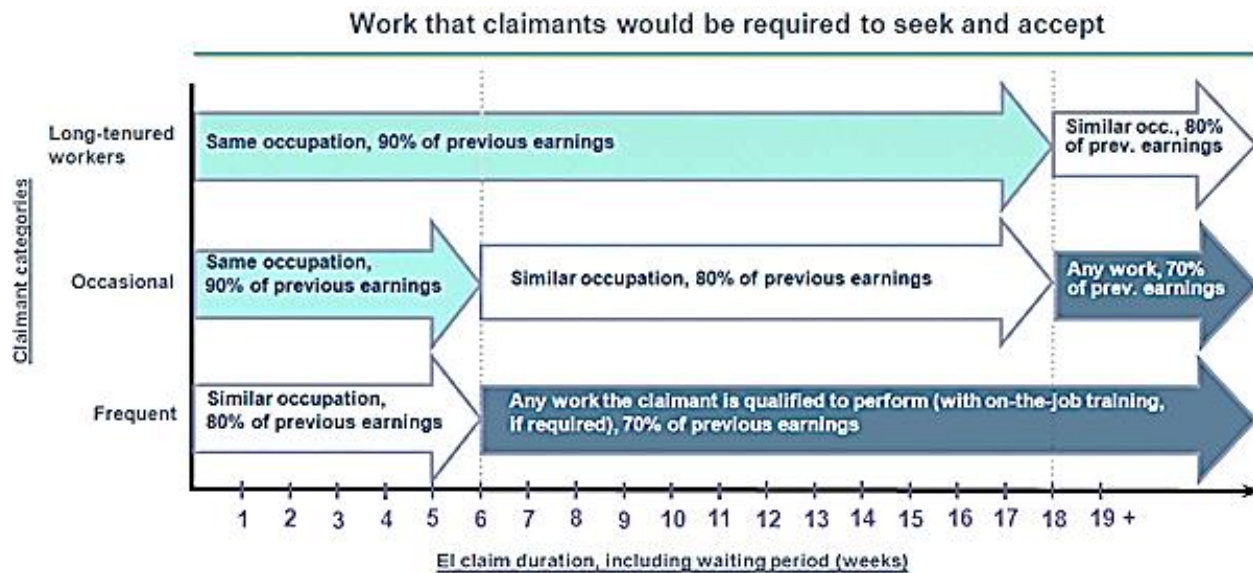 Work that claimants would be required to seek and accept
Claimant categories
Long-tenured
workers
Same occupation, 90% of previous earnings
Similar occ., 80%
of prev. earnings
Occasional
Same occupation,
90% of previous earnings
Similar occupation, 80% of previous earnings
Any work, 70%
of prev. earnings
Frequent
Similar occupation,
80% of previous earnings
Any work the claimant is qualified to perform (with on-the-job training,
if required), 70% of previous earnings
1 2 3 4 5 6 7 8 9 10 11 12 13 14 15 16 17 18 19 +
EI claim duration, including waiting period (weeks)